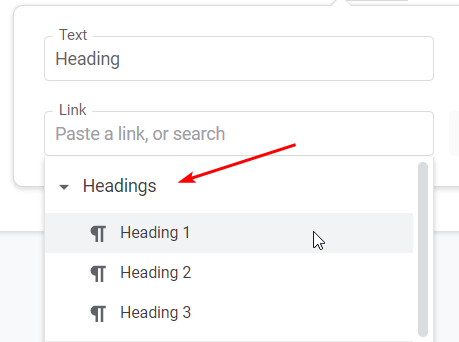 Text
Heading
Link
Paste a link, or search
Headings
Heading 1
Heading 2
Heading 3